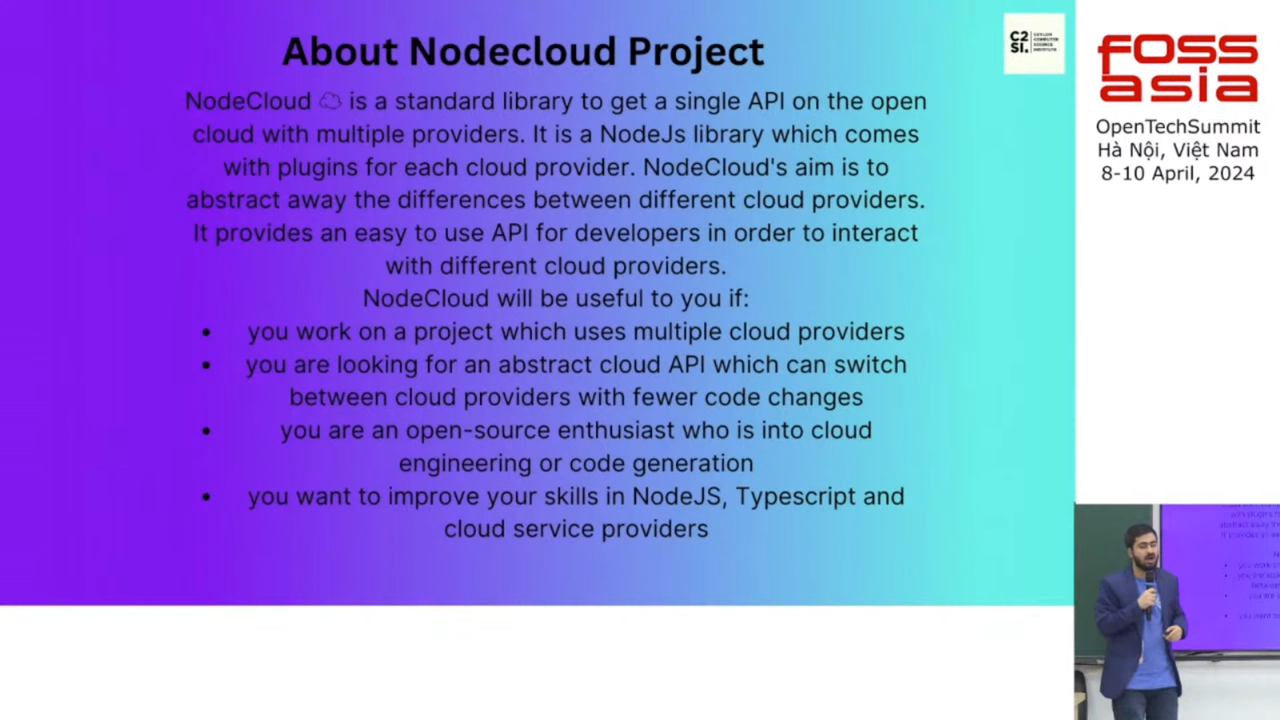 About Nodecloud Project
NodeCloud is a standard library to get a single API on the open
cloud with multiple providers. It is a NodeJs library which comes
with plugins for each cloud provider. NodeCloud's aim is to
abstract away the differences between different cloud providers.
It provides an easy to use API for developers in order to interact
with different cloud providers.
NodeCloud will be useful to you if:
• you work on a project which uses multiple cloud providers
• you are looking for an abstract cloud API which can switch
between cloud providers with fewer code changes
• you are an open-source enthusiast who is into cloud
engineering or code generation
• you want to improve your skills in NodeJS, Typescript and
cloud service providers
C2
SI.
FOSS
asia
OpenTechSummit
Hà Nội, Việt Nam
8-10 April, 2024